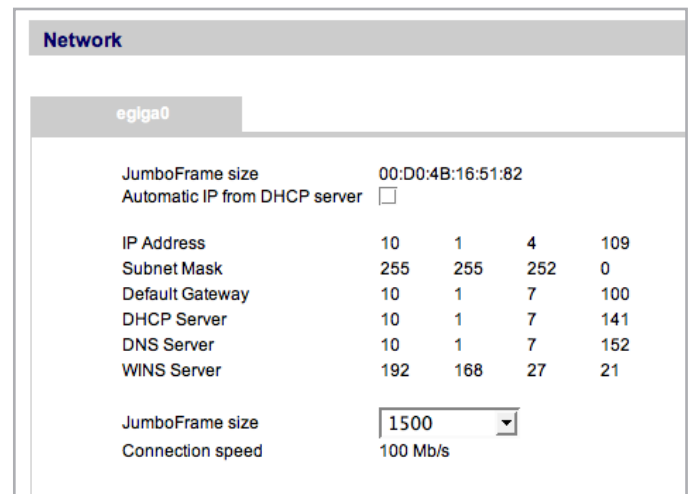 Network
egiga0
JumboFrame size 00:D0:4B:16:51:82
Automatic IP from DHCP server
IP Address 10 1 4 109
Subnet Mask 255 255 252 0
Default Gateway 10 1 7 100
DHCP Server 10 1 7 141
DNS Server 10 1 7 152
WINS Server 192 168 27 21
JumboFrame size 1500
Connection speed 100 Mb/s